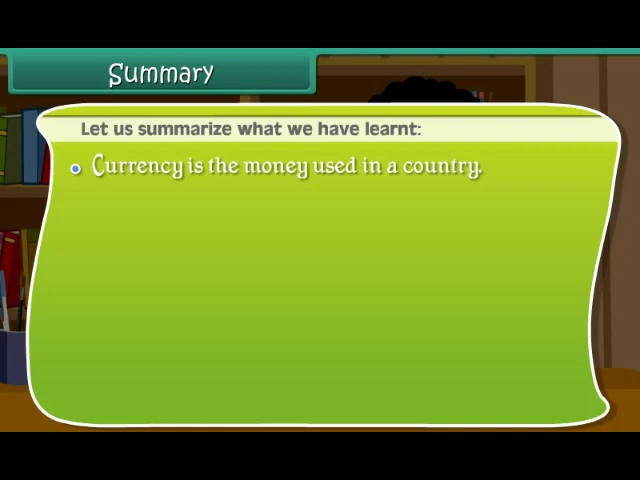 Summary
Let us summarize what we have learnt:
Currency is the money used in a country.